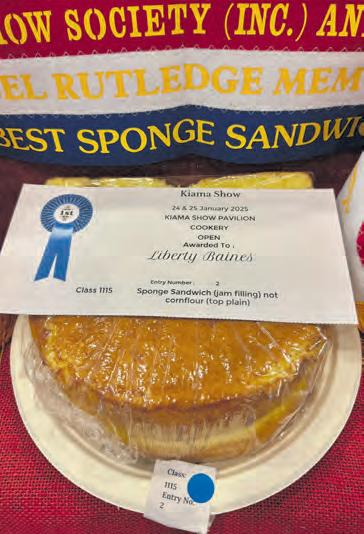 OW SOCIETY (INC.) AN
EL RUTLEDGE MEM
BEST SPONGE SANDWI
1st
Kiama Show
24 & 25 January 2025
KIAMA SHOW PAVILION
COOKERY
OPEN
Awarded To :
Liberty Baines
Entry Number : 2
Class 1115 Sponge Sandwich (jam filling) not
cornflour (top plain)
Class:
1115
Entry No.
2